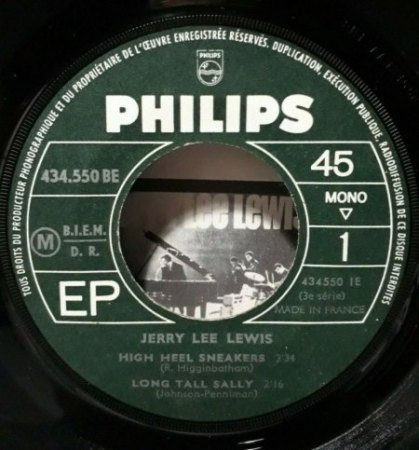 TOUS DROITS DU PRODUCTEUR PHONOGRAPHIQUE ET DU PROPRIÉTAIRE DE L'ŒUVRE ENREGISTRÉE RÉSERVÉS. DUPLICATION, EXÉCUTION PUBLIQUE, RADIODIFFUSION DE CE DISQUE INTERDITES
PHILIPS
PHILIPS
434.550 BE
45
MONO
M
B.I.E.M.
D. R.
1
Lee Lewis
EP
434550 1E
(3e série)
MADE IN FRANCE
JERRY LEE LEWIS
HIGH HEEL SNEAKERS 2'34
(R. Higginbatham)
LONG TALL SALLY 2'16
(Johnson-Penniman)